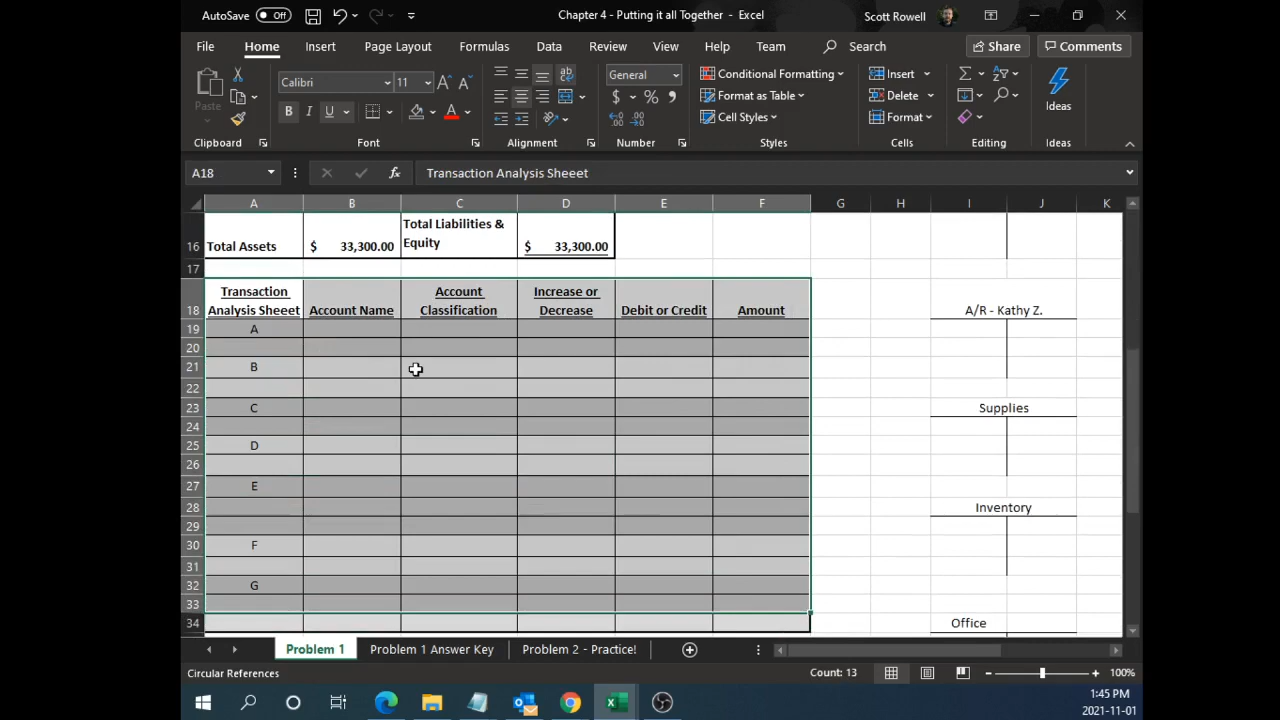 AutoSave Off Chapter 4 - Putting it all Together - Excel Scott Rowell
File Home Insert Page Layout Formulas Data Review View Help Team Search Share Comments
Paste
Calibri 11
B I U
A A
A
ab
General
$ % 9
Conditional Formatting
Format as Table
Cell Styles
Insert
Delete
Format
Ideas
Clipboard Font Alignment Number Styles Cells Editing Ideas
A18 fx Transaction Analysis Sheeet
A B C D E F G H I J K
16 Total Assets $ 33,300.00 Total Liabilities &
Equity $ 33,300.00
17
18 Transaction
Analysis Sheeet Account Name Account
Classification Increase or
Decrease Debit or Credit Amount A/R - Kathy Z.
19 A
20
21 B
22
23 C Supplies
24
25 D
26
27 E
28 Inventory
29
30 F
31
32 G
33
34 Office
Problem 1 Problem 1 Answer Key Problem 2 - Practice!
Circular References Count: 13 100%
1:45 PM
2021-11-01